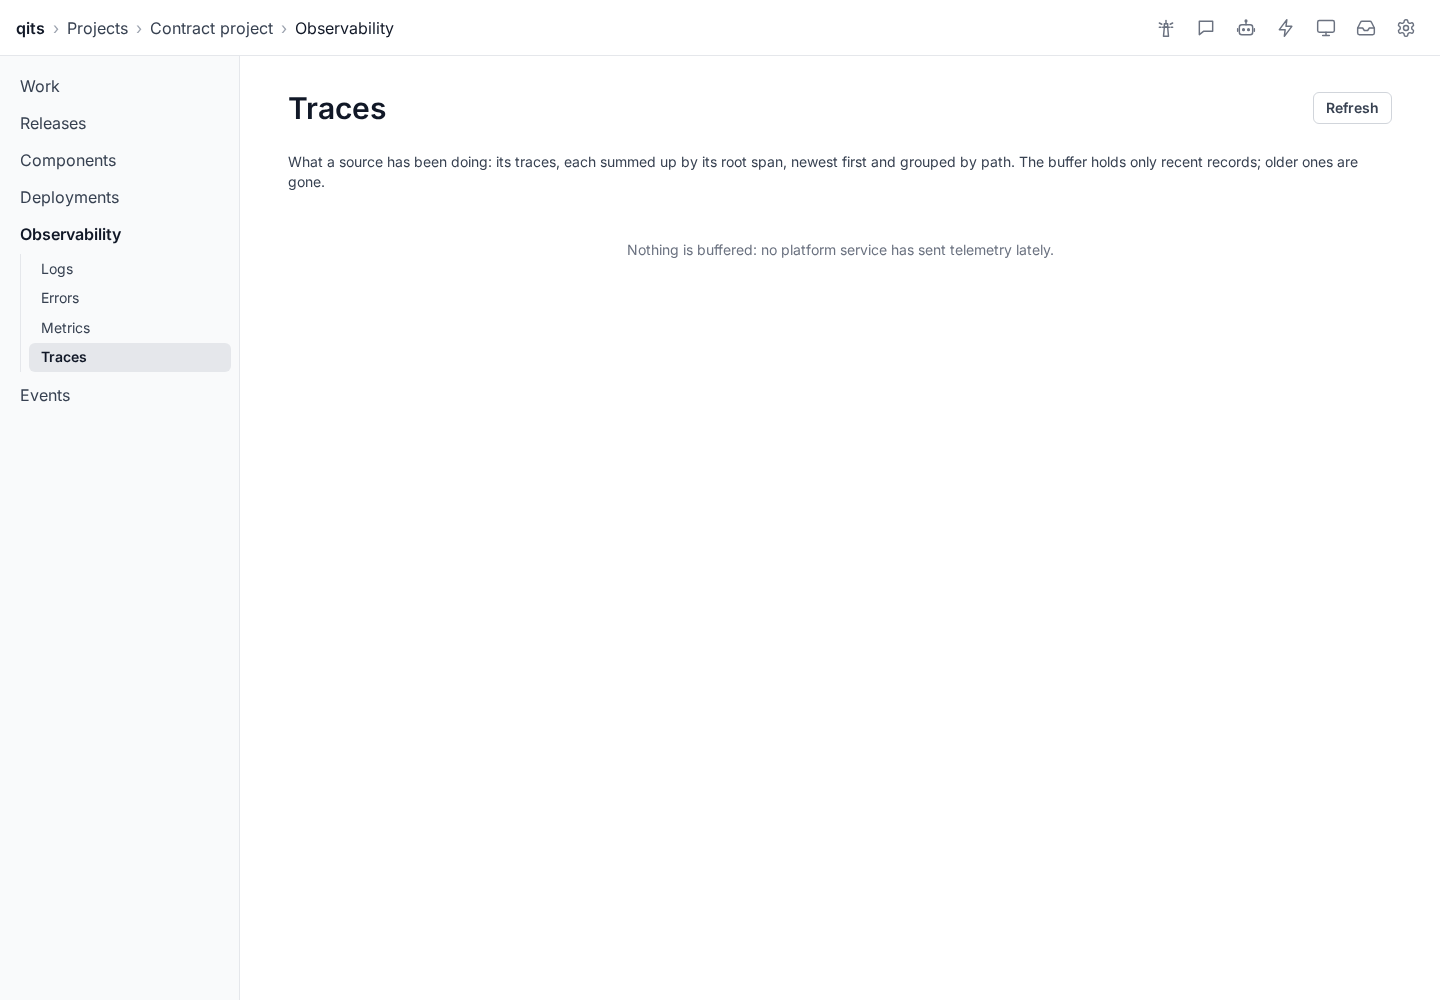 qits › Projects › Contract project › Observability
Work
Releases
Components
Deployments
Observability
Logs
Errors
Metrics
Traces
Events
Traces
Refresh
What a source has been doing: its traces, each summed up by its root span, newest first and grouped by path. The buffer holds only recent records; older ones are
gone.
Nothing is buffered: no platform service has sent telemetry lately.